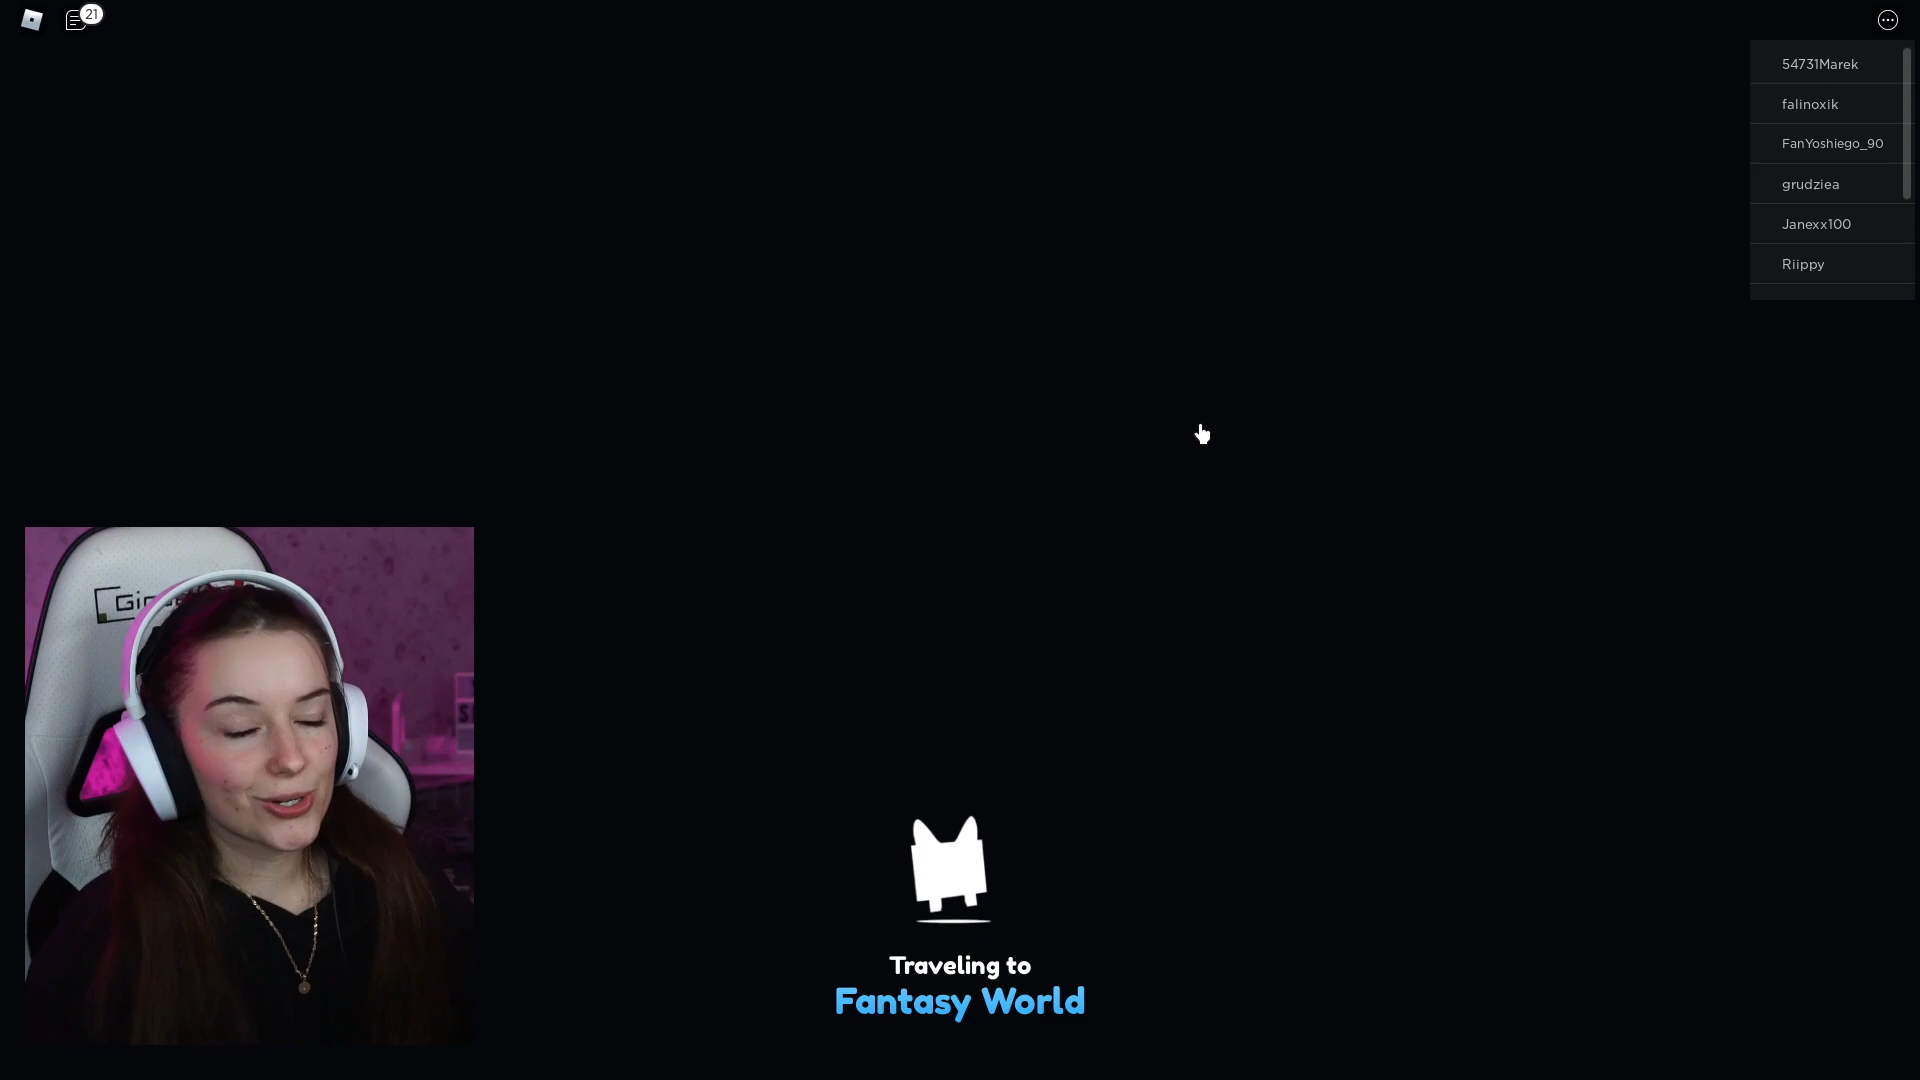 21
54731Marek
falinoxik
FanYoshiego_90
grudziea
Janexx100
Riippy
Traveling to
Fantasy World